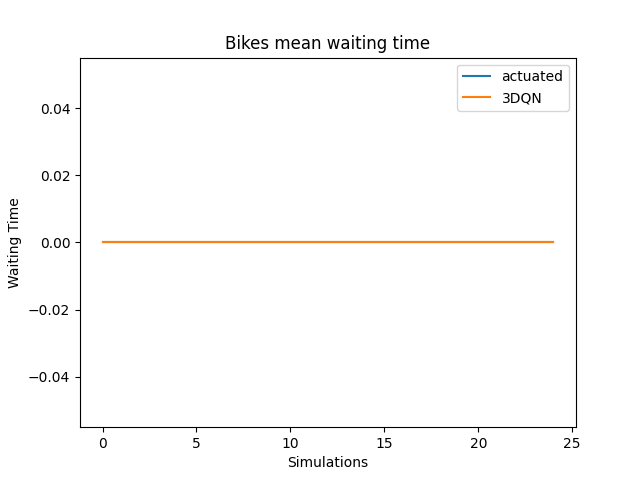 Bikes mean waiting time
actuated
3DQN
0.04
0.02
0.00
−0.02
−0.04
Waiting Time
0 5 10 15 20 25
Simulations